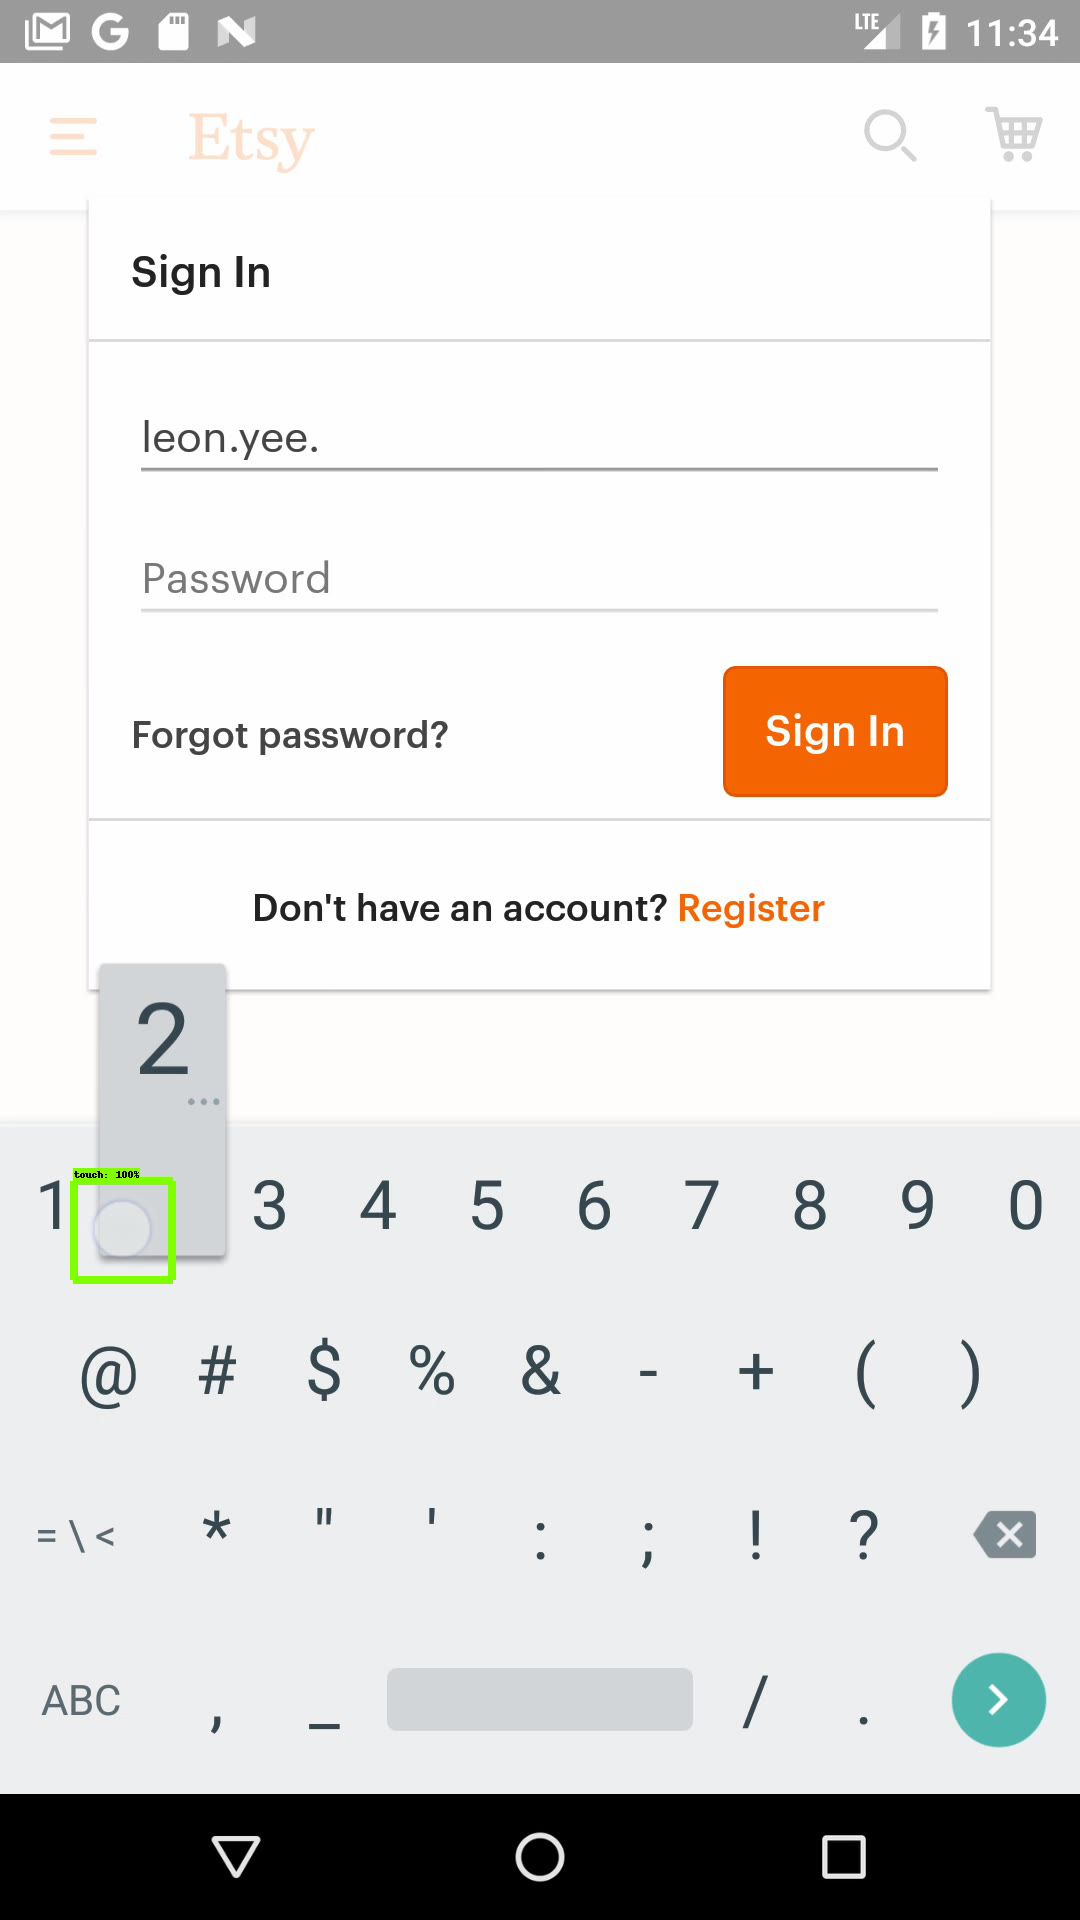 LTE 11:34
Etsy
Sign In
leon.yee.
Password
Forgot password? Sign In
Don't have an account? Register
2
touch: 100%
1 3 4 5 6 7 8 9 0
@ # $ % & - + ( )
= \ < * " ' : ; ! ?
ABC , _ / .